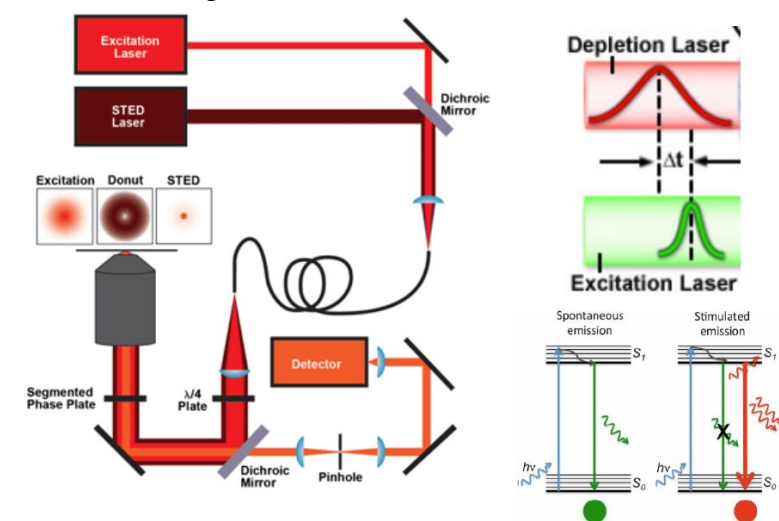 Excitation
Laser
STED
Laser
Dichroic
Mirror
Excitation Donut STED
Segmented
Phase Plate
λ/4
Plate
Detector
Dichroic
Mirror
Pinhole
Depletion Laser
Δt
Excitation Laser
Spontaneous
emission
Stimulated
emission
S₁
S₁
hν
hν
S₀
S₀